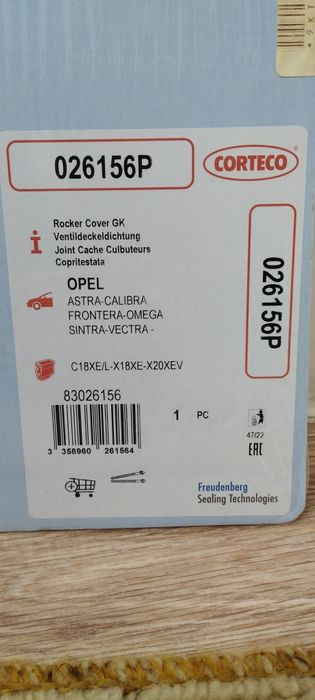 026156P
CORTECO
Rocker Cover GK
Ventildeckeldichtung
Joint Cache Culbuteurs
Copritestata
OPEL
ASTRA-CALIBRA
FRONTERA-OMEGA
SINTRA-VECTRA -
026156P
C18XE/L-X18XE-X20XEV
83026156
1 PC
47/22
EAC
3 358960 261564
Freudenberg
Sealing Technologies